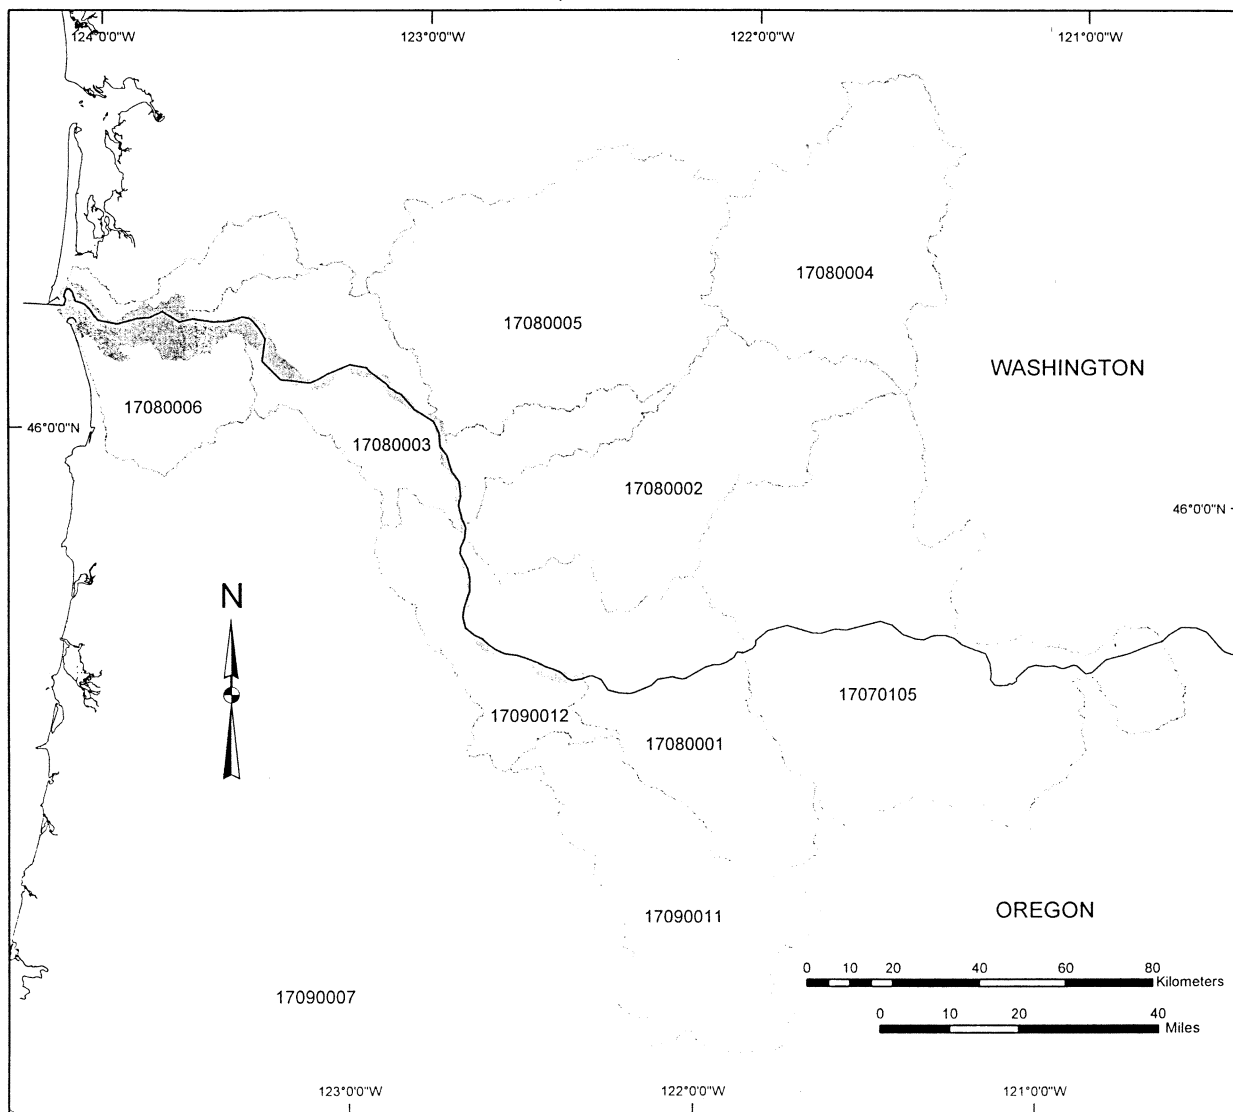 124°0'0"W 123°0'0"W 122°0'0"W 121°0'0"W
17080004
17080005
WASHINGTON
17080006
46°0'0"N
17080003
17080002
46°0'0"N
N
17070105
17090012
17080001
17090011
OREGON
0 10 20 40 60 80
Kilometers
17090007
0 10 20 40
Miles
123°0'0"W 122°0'0"W 121°0'0"W